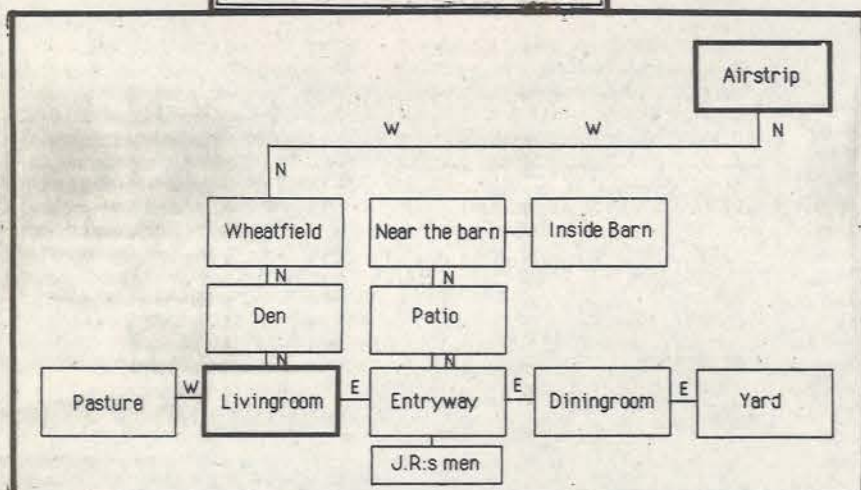 Airstrip
W W N
N
Wheatfield Near the barn Inside Barn
N N
Den Patio
N N
Pasture W Livingroom E Entryway E Diningroom E Yard
J.R:s men